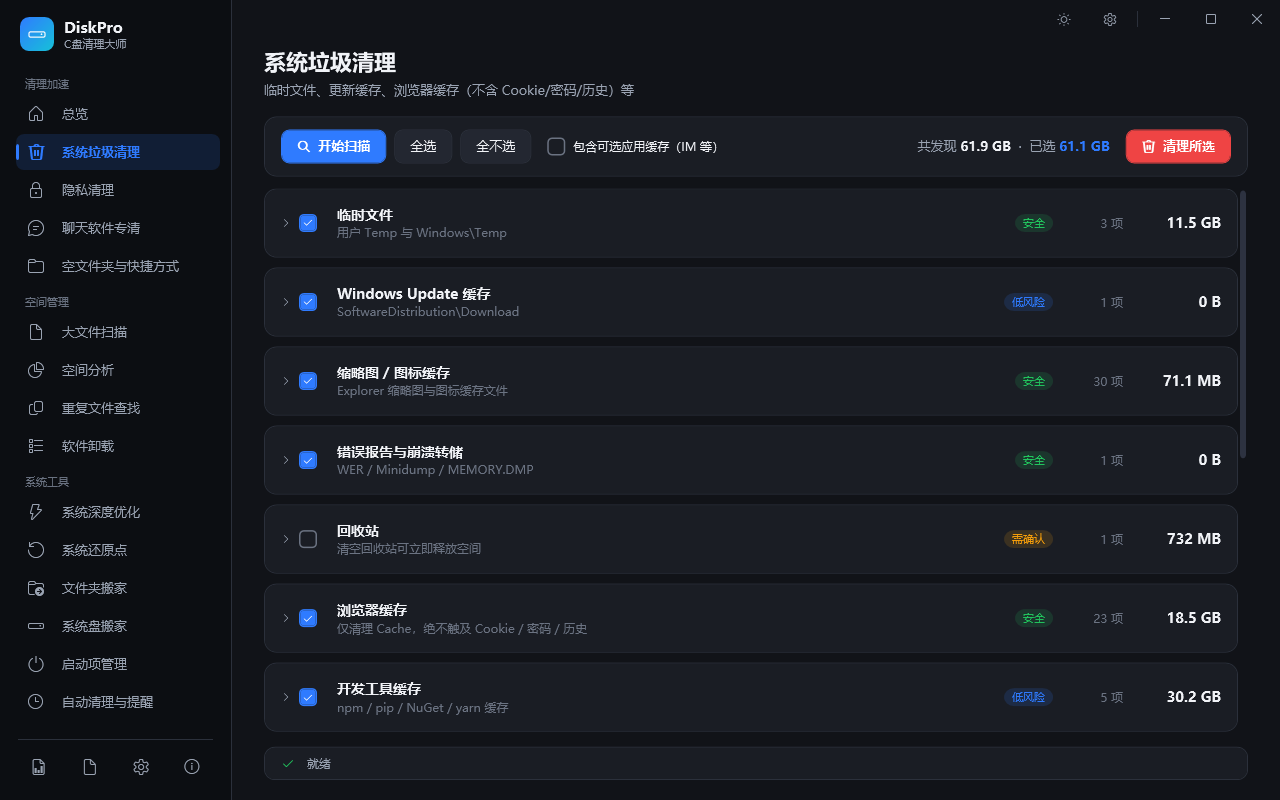 DiskPro
C盘清理大师
清理加速
总览
系统垃圾清理
隐私清理
聊天软件专清
空文件夹与快捷方式
空间管理
大文件扫描
空间分析
重复文件查找
软件卸载
系统工具
系统深度优化
系统还原点
文件夹搬家
系统盘搬家
启动项管理
自动清理与提醒
系统垃圾清理
临时文件、更新缓存、浏览器缓存（不含 Cookie/密码/历史）等
开始扫描 全选 全不选 包含可选应用缓存（IM 等） 共发现 61.9 GB · 已选 61.1 GB 清理所选
临时文件
用户 Temp 与 Windows\Temp
安全 3 项 11.5 GB
Windows Update 缓存
SoftwareDistribution\Download
低风险 1 项 0 B
缩略图 / 图标缓存
Explorer 缩略图与图标缓存文件
安全 30 项 71.1 MB
错误报告与崩溃转储
WER / Minidump / MEMORY.DMP
安全 1 项 0 B
回收站
清空回收站可立即释放空间
需确认 1 项 732 MB
浏览器缓存
仅清理 Cache，绝不触及 Cookie / 密码 / 历史
安全 23 项 18.5 GB
开发工具缓存
npm / pip / NuGet / yarn 缓存
低风险 5 项 30.2 GB
就绪